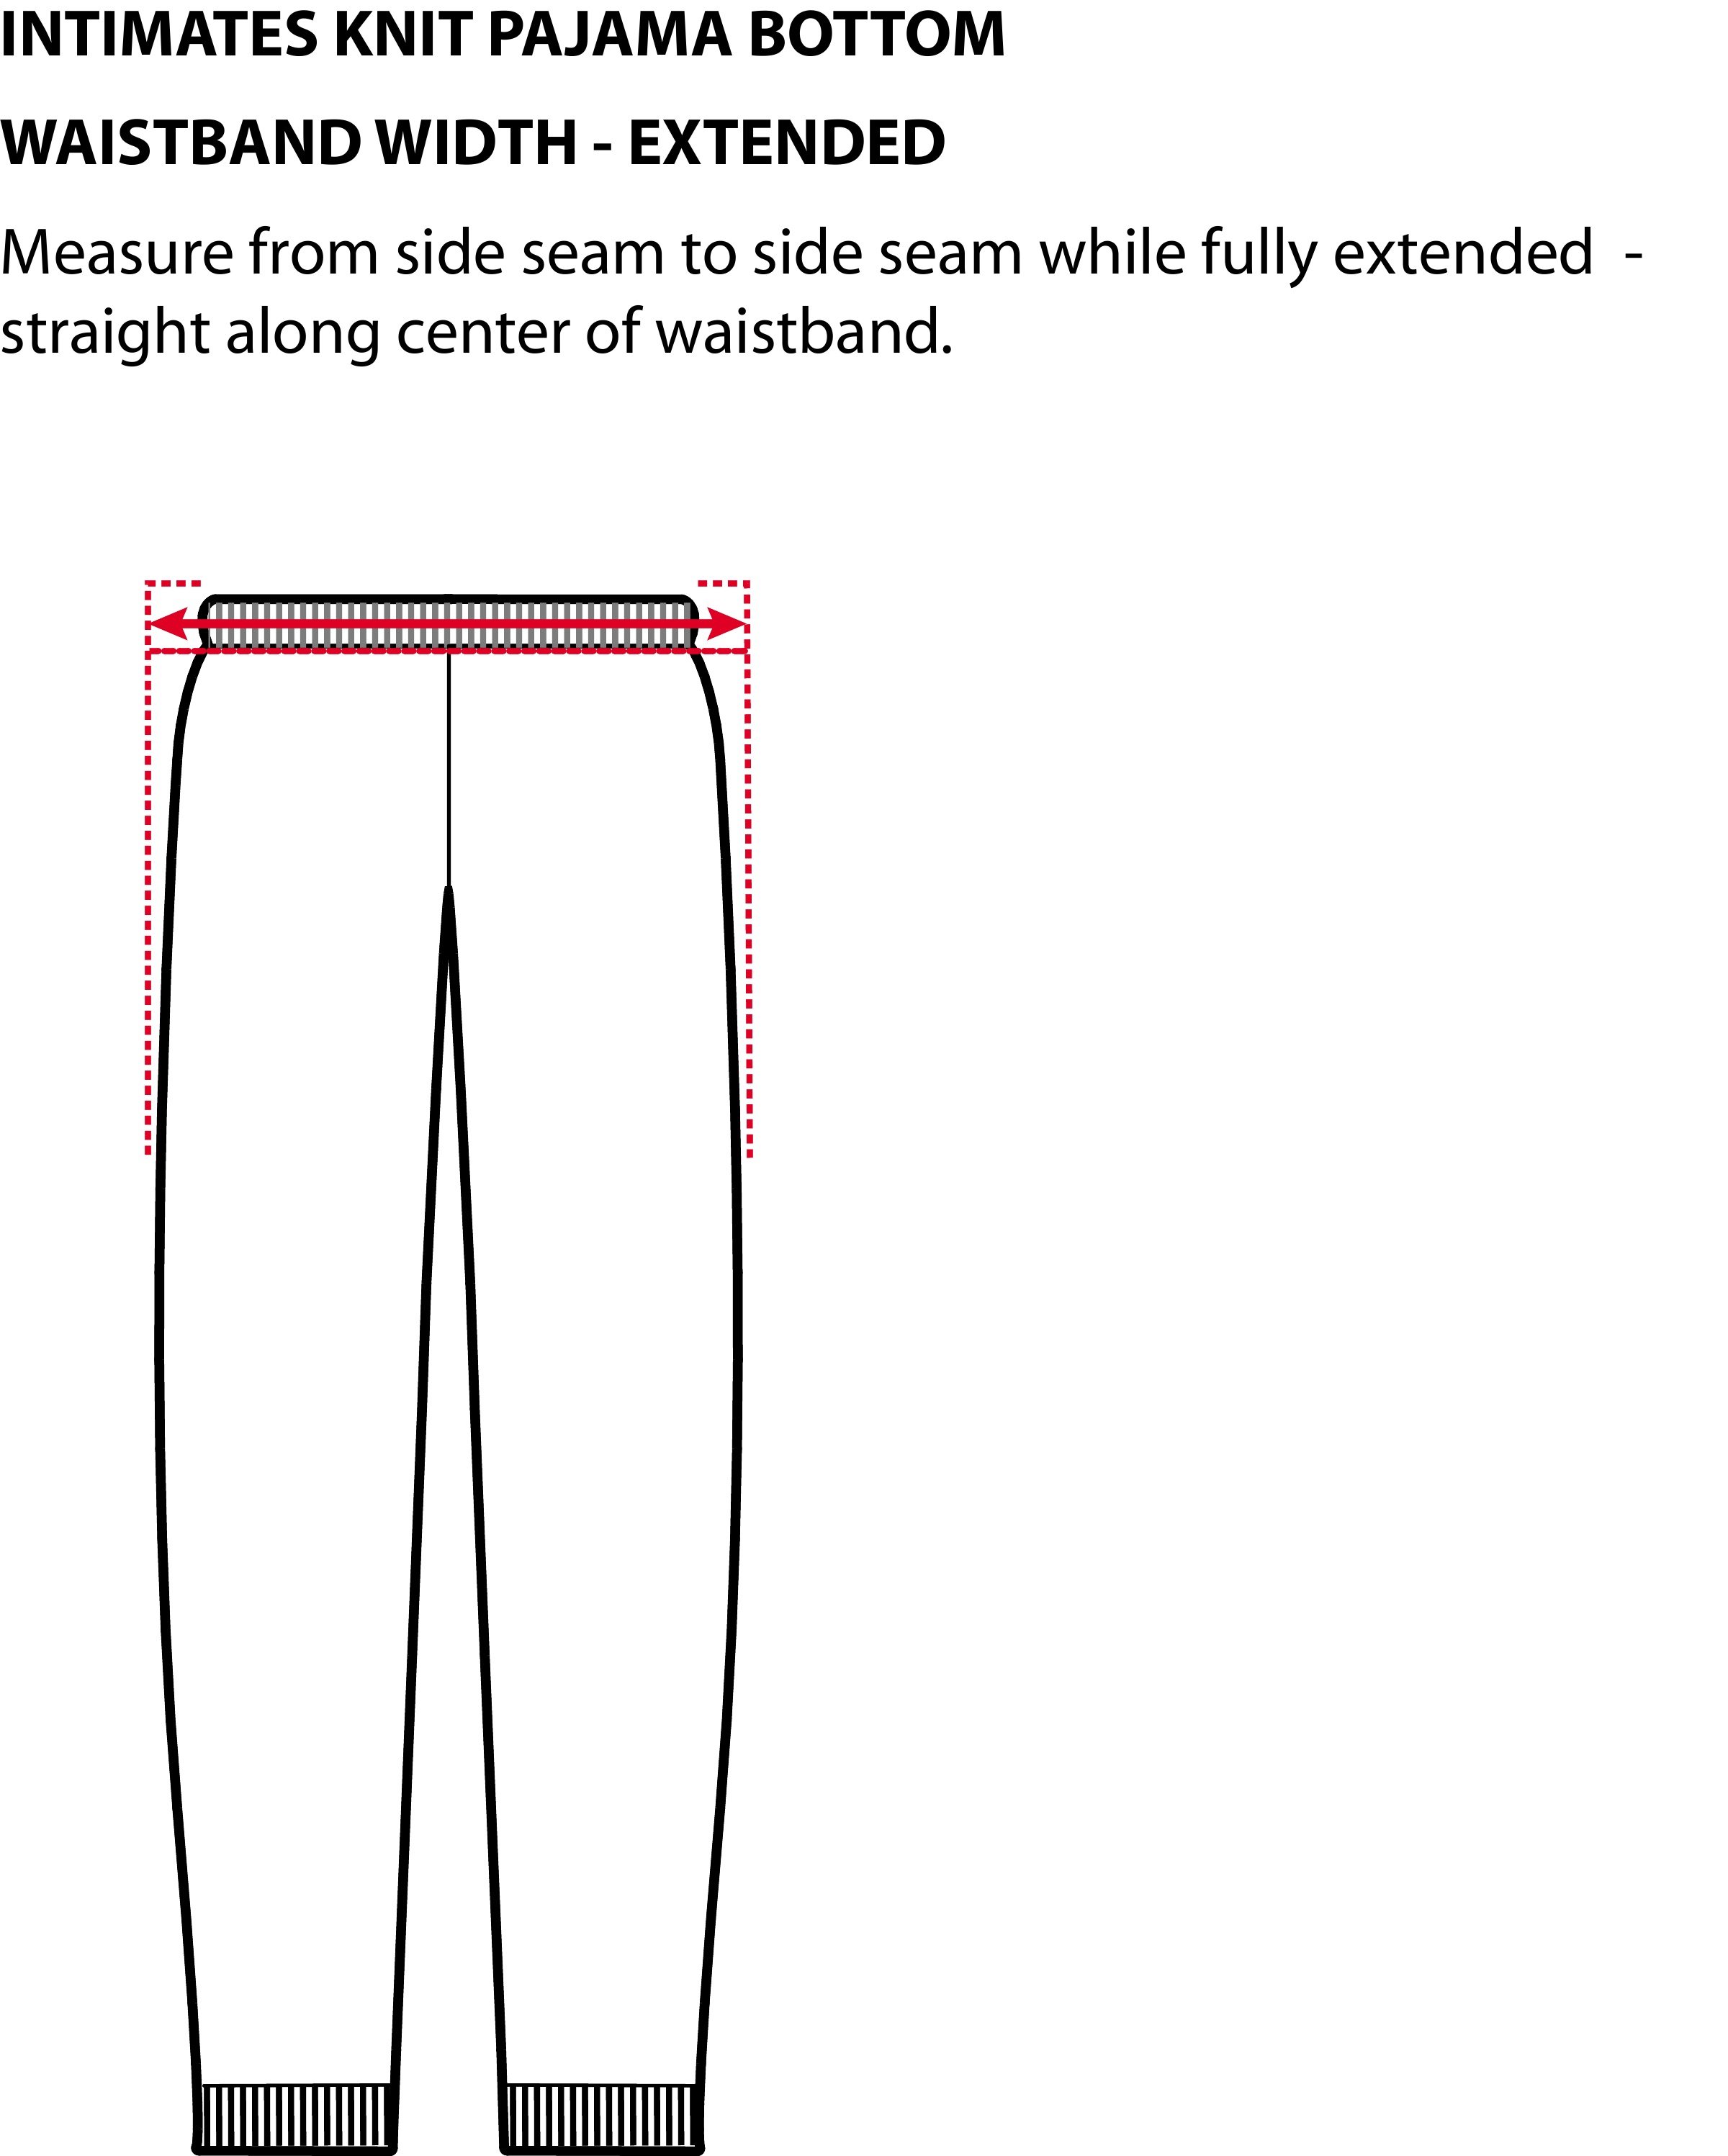 INTIMATES KNIT PAJAMA BOTTOM
WAISTBAND WIDTH - EXTENDED
Measure from side seam to side seam while fully extended  -
straight along center of waistband.